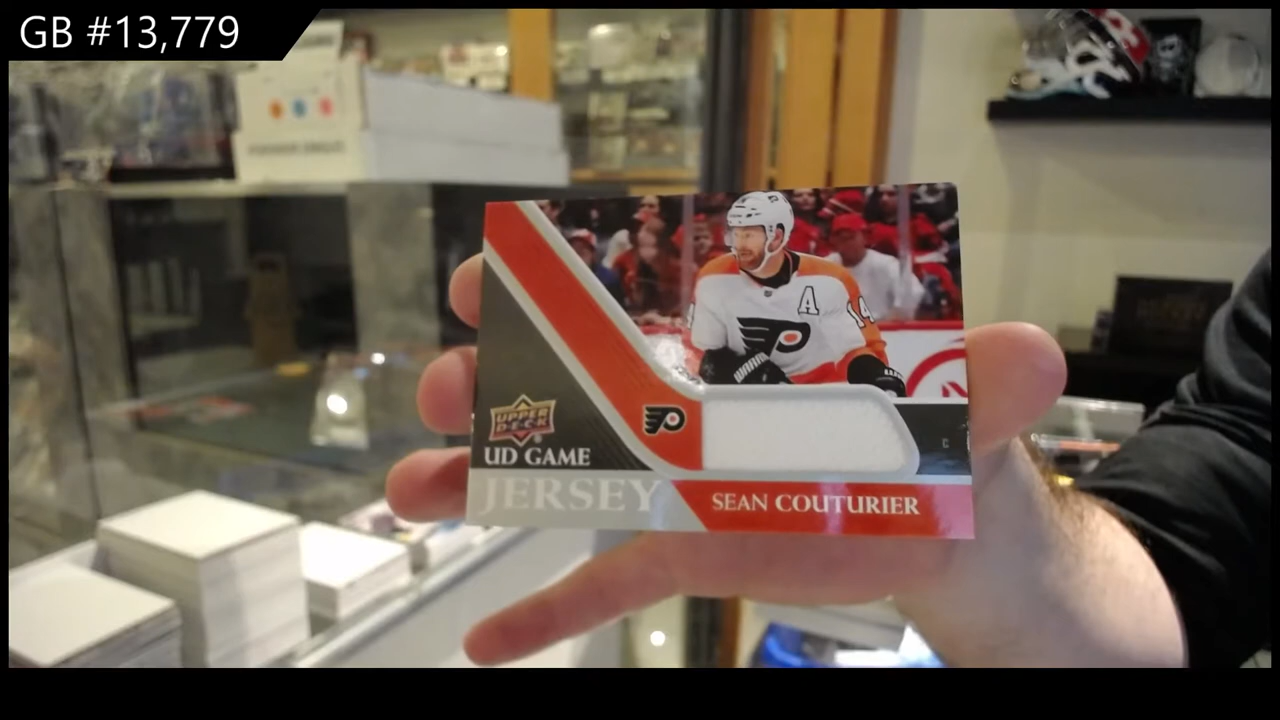 GB #13,779
A
14
UPPER
DECK
UD GAME
JERSEY
SEAN COUTURIER
C